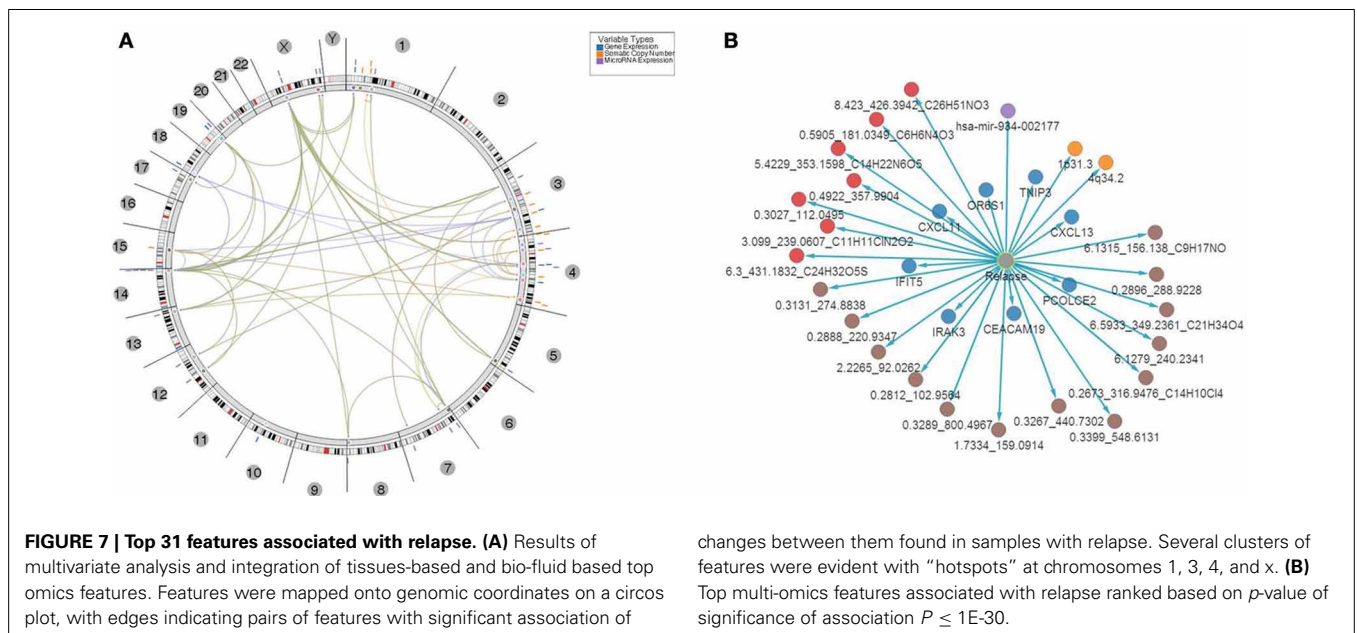 A
Y
X
1
22
21
20
19
18
17
16
15
14
13
12
11
10
9
8
7
6
5
4
3
2
Variable Types
Gene Expression
Somatic Copy Number
MicroRNA Expression
B
8.423_426.3942_C26H51NO3
hsa-mir-934-002177
0.5905_181.0349_C6H6N4O3
5.4229_353.1598_C14H22N6O5
1p31.3
4q34.2
0.4922_357.9904
TNIP3
OR6S1
0.3027_112.0495
CXCL11
CXCL13
3.099_239.0607_C11H11ClN2O2
6.1315_156.138_C9H17NO
6.3_431.1832_C24H32O5S
IFIT5
Relapse
0.2896_288.9228
0.3131_274.8838
PCOLCE2
6.5933_349.2361_C21H34O4
0.2888_220.9347
IRAK3
CEACAM19
6.1279_240.2341
2.2265_92.0262
0.2673_316.9476_C14H10Cl4
0.2812_102.9564
0.3289_800.4967
0.3267_440.7302
0.3399_548.6131
1.7334_159.0914
FIGURE 7 | Top 31 features associated with relapse. (A) Results of
multivariate analysis and integration of tissues-based and bio-fluid based top
omics features. Features were mapped onto genomic coordinates on a circos
plot, with edges indicating pairs of features with significant association of
changes between them found in samples with relapse. Several clusters of
features were evident with “hotspots” at chromosomes 1, 3, 4, and x. (B)
Top multi-omics features associated with relapse ranked based on p-value of
significance of association P ≤ 1E-30.